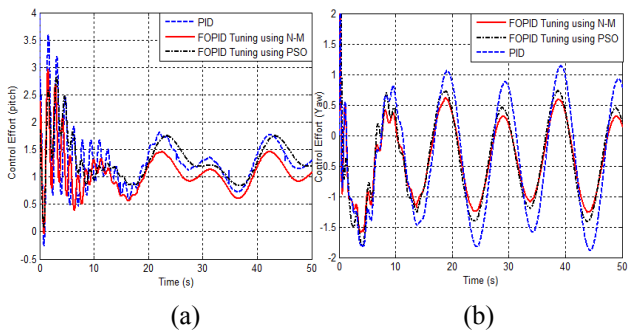 PID
FOPID Tuning using N-M
FOPID Tuning using PSO
Control Effort (pitch)
4
3.5
3
2.5
2
1.5
1
0.5
0
-0.5
0
10
20
30
40
50
Time (s)
(a)
FOPID Tuning using N-M
FOPID Tuning using PSO
PID
Control Effort (Yaw)
2
1.5
1
0.5
0
-0.5
-1
-1.5
-2
0
10
20
30
40
50
Time (s)
(b)